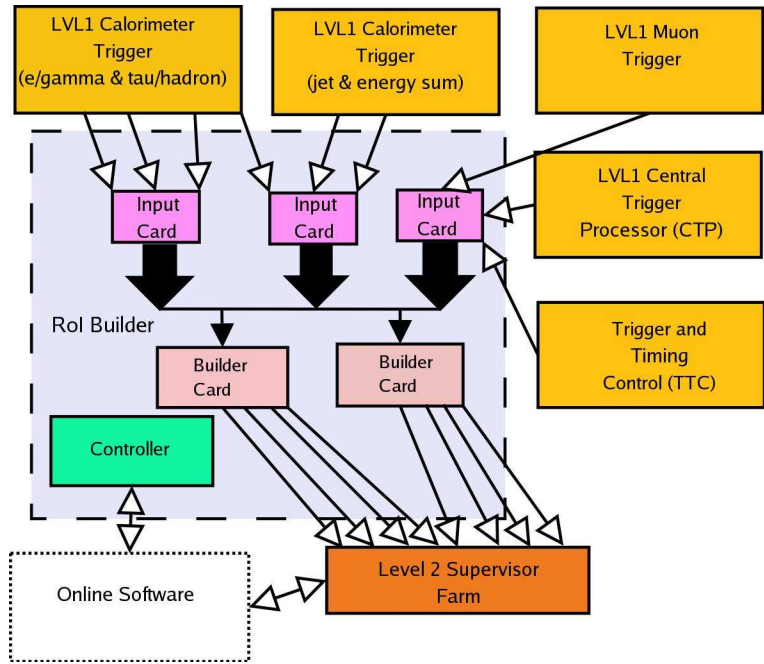 LVL1 Calorimeter
Trigger
(e/gamma & tau/hadron)
LVL1 Calorimeter
Trigger
(jet & energy sum)
LVL1 Muon
Trigger
LVL1 Central
Trigger
Processor (CTP)
Input
Card
Input
Card
Input
Card
RoI Builder
Trigger and
Timing
Control (TTC)
Builder
Card
Builder
Card
Controller
Online Software
Level 2 Supervisor
Farm